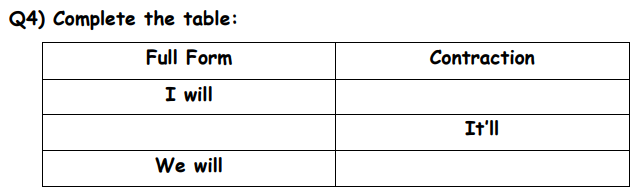 Q4) Complete the table:
Full Form Contraction
I will
It'll
We will